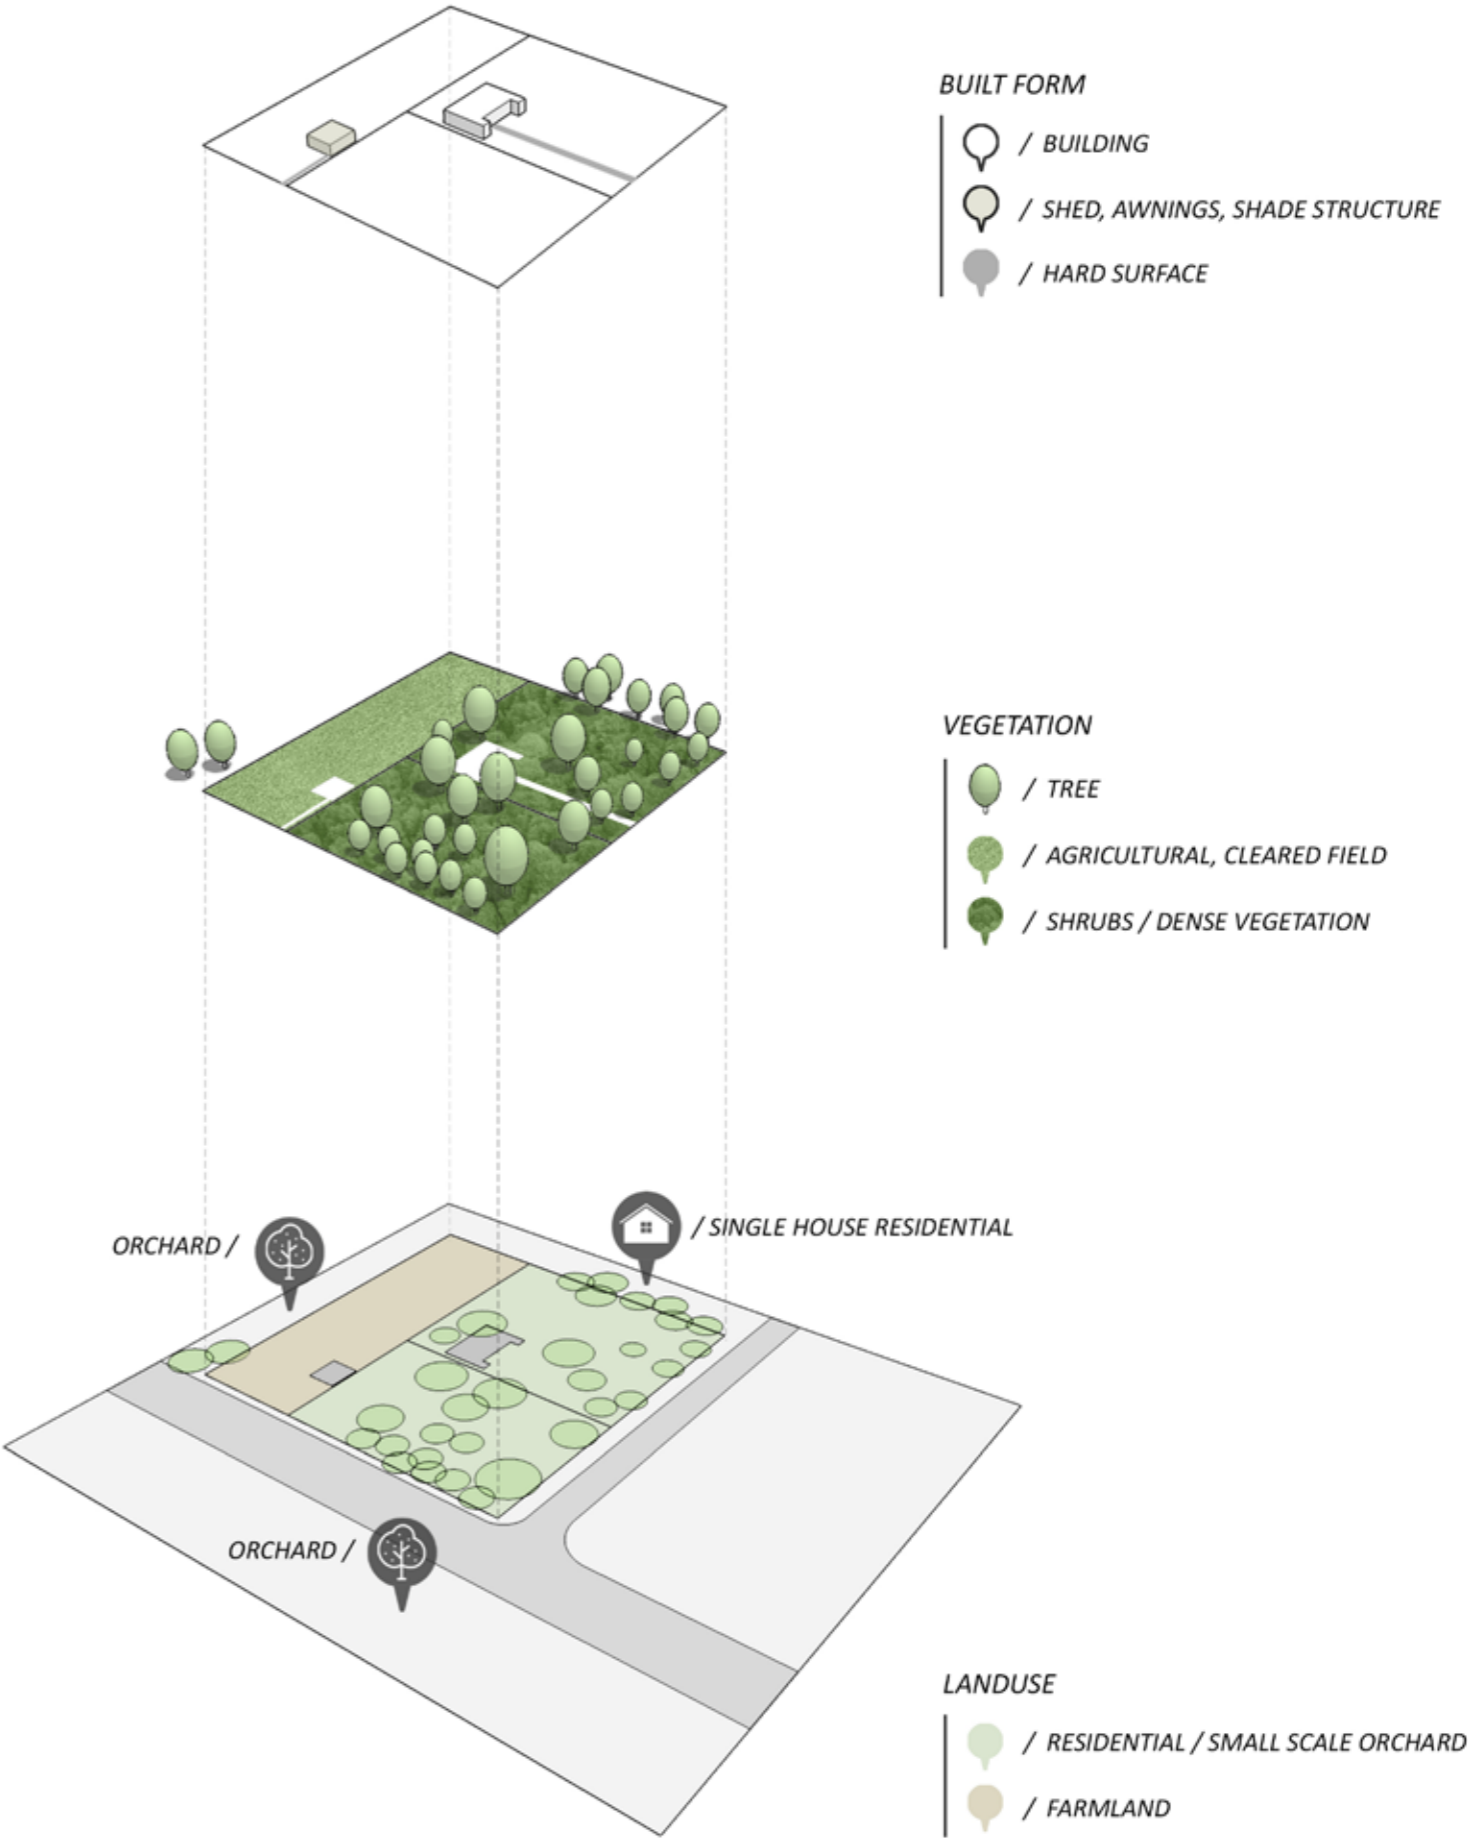 BUILT FORM
/ BUILDING
/ SHED, AWNINGS, SHADE STRUCTURE
/ HARD SURFACE
VEGETATION
/ TREE
/ AGRICULTURAL, CLEARED FIELD
/ SHRUBS / DENSE VEGETATION
ORCHARD /
/ SINGLE HOUSE RESIDENTIAL
ORCHARD /
LANDUSE
/ RESIDENTIAL / SMALL SCALE ORCHARD
/ FARMLAND